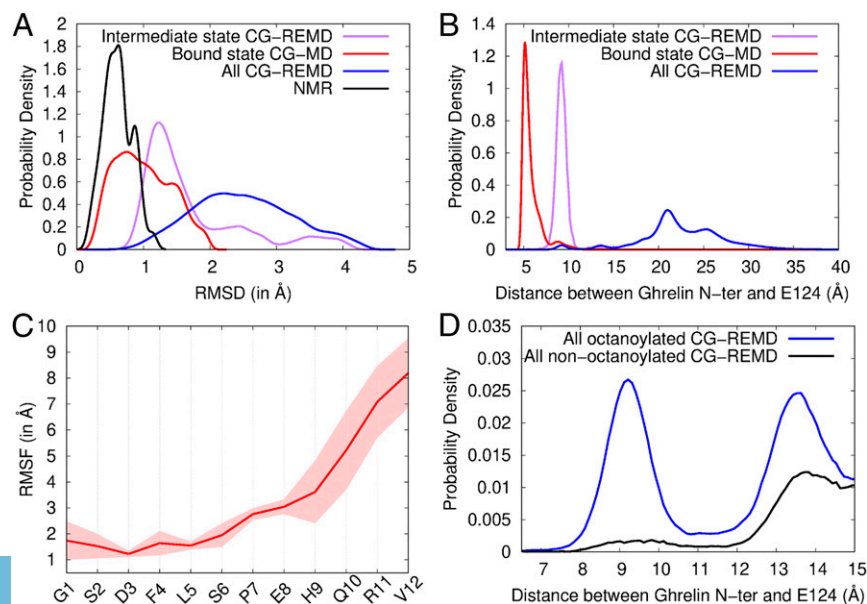 A
Intermediate state CG-REMD
Bound state CG-MD
All CG-REMD
NMR
Probability Density
2
1.8
1.6
1.4
1.2
1
0.8
0.6
0.4
0.2
0
0 1 2 3 4 5
RMSD (in Å)
B
Intermediate state CG-REMD
Bound state CG-MD
All CG-REMD
Probability Density
1.4
1.2
1
0.8
0.6
0.4
0.2
0
5 10 15 20 25 30 35 40
Distance between Ghrelin N-ter and E124 (Å)
C
RMSF (in Å)
10
9
8
7
6
5
4
3
2
1
G1 S2 D3 F4 L5 S6 P7 E8 H9 Q10 R11 V12
D
All octanoylated CG-REMD
All non-octanoylated CG-REMD
Probability Density
0.035
0.03
0.025
0.02
0.015
0.01
0.005
0
7 8 9 10 11 12 13 14 15
Distance between Ghrelin N-ter and E124 (Å)